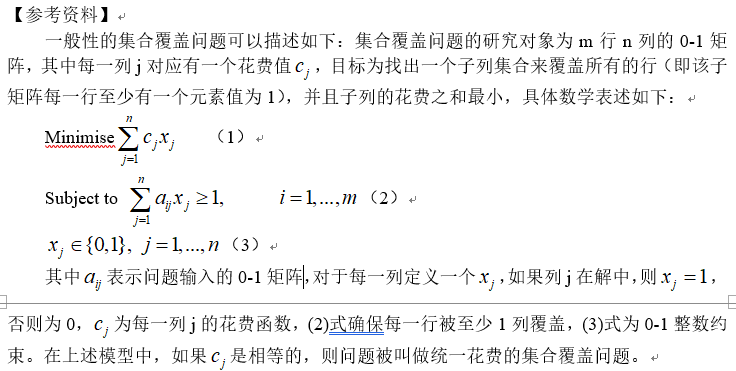 【参考资料】
一般性的集合覆盖问题可以描述如下：集合覆盖问题的研究对象为 m 行 n 列的 0-1 矩
阵，其中每一列 j 对应有一个花费值 c_j，目标为找出一个子列集合来覆盖所有的行（即该子
矩阵每一行至少有一个元素值为 1），并且子列的花费之和最小，具体数学表述如下：
Minimise \sum_{j=1}^{n} c_j x_j （1）
Subject to \sum_{j=1}^{n} a_{ij} x_j ≥ 1, i = 1,...,m（2）
x_j ∈ {0,1}, j = 1,...,n（3）
其中 a_{ij} 表示问题输入的 0-1 矩阵,对于每一列定义一个 x_j，如果列 j 在解中，则 x_j = 1，
否则为 0，c_j 为每一列 j 的花费函数，(2)式确保每一行被至少 1 列覆盖，(3)式为 0-1 整数约
束。在上述模型中，如果 c_j 是相等的，则问题被叫做统一花费的集合覆盖问题。